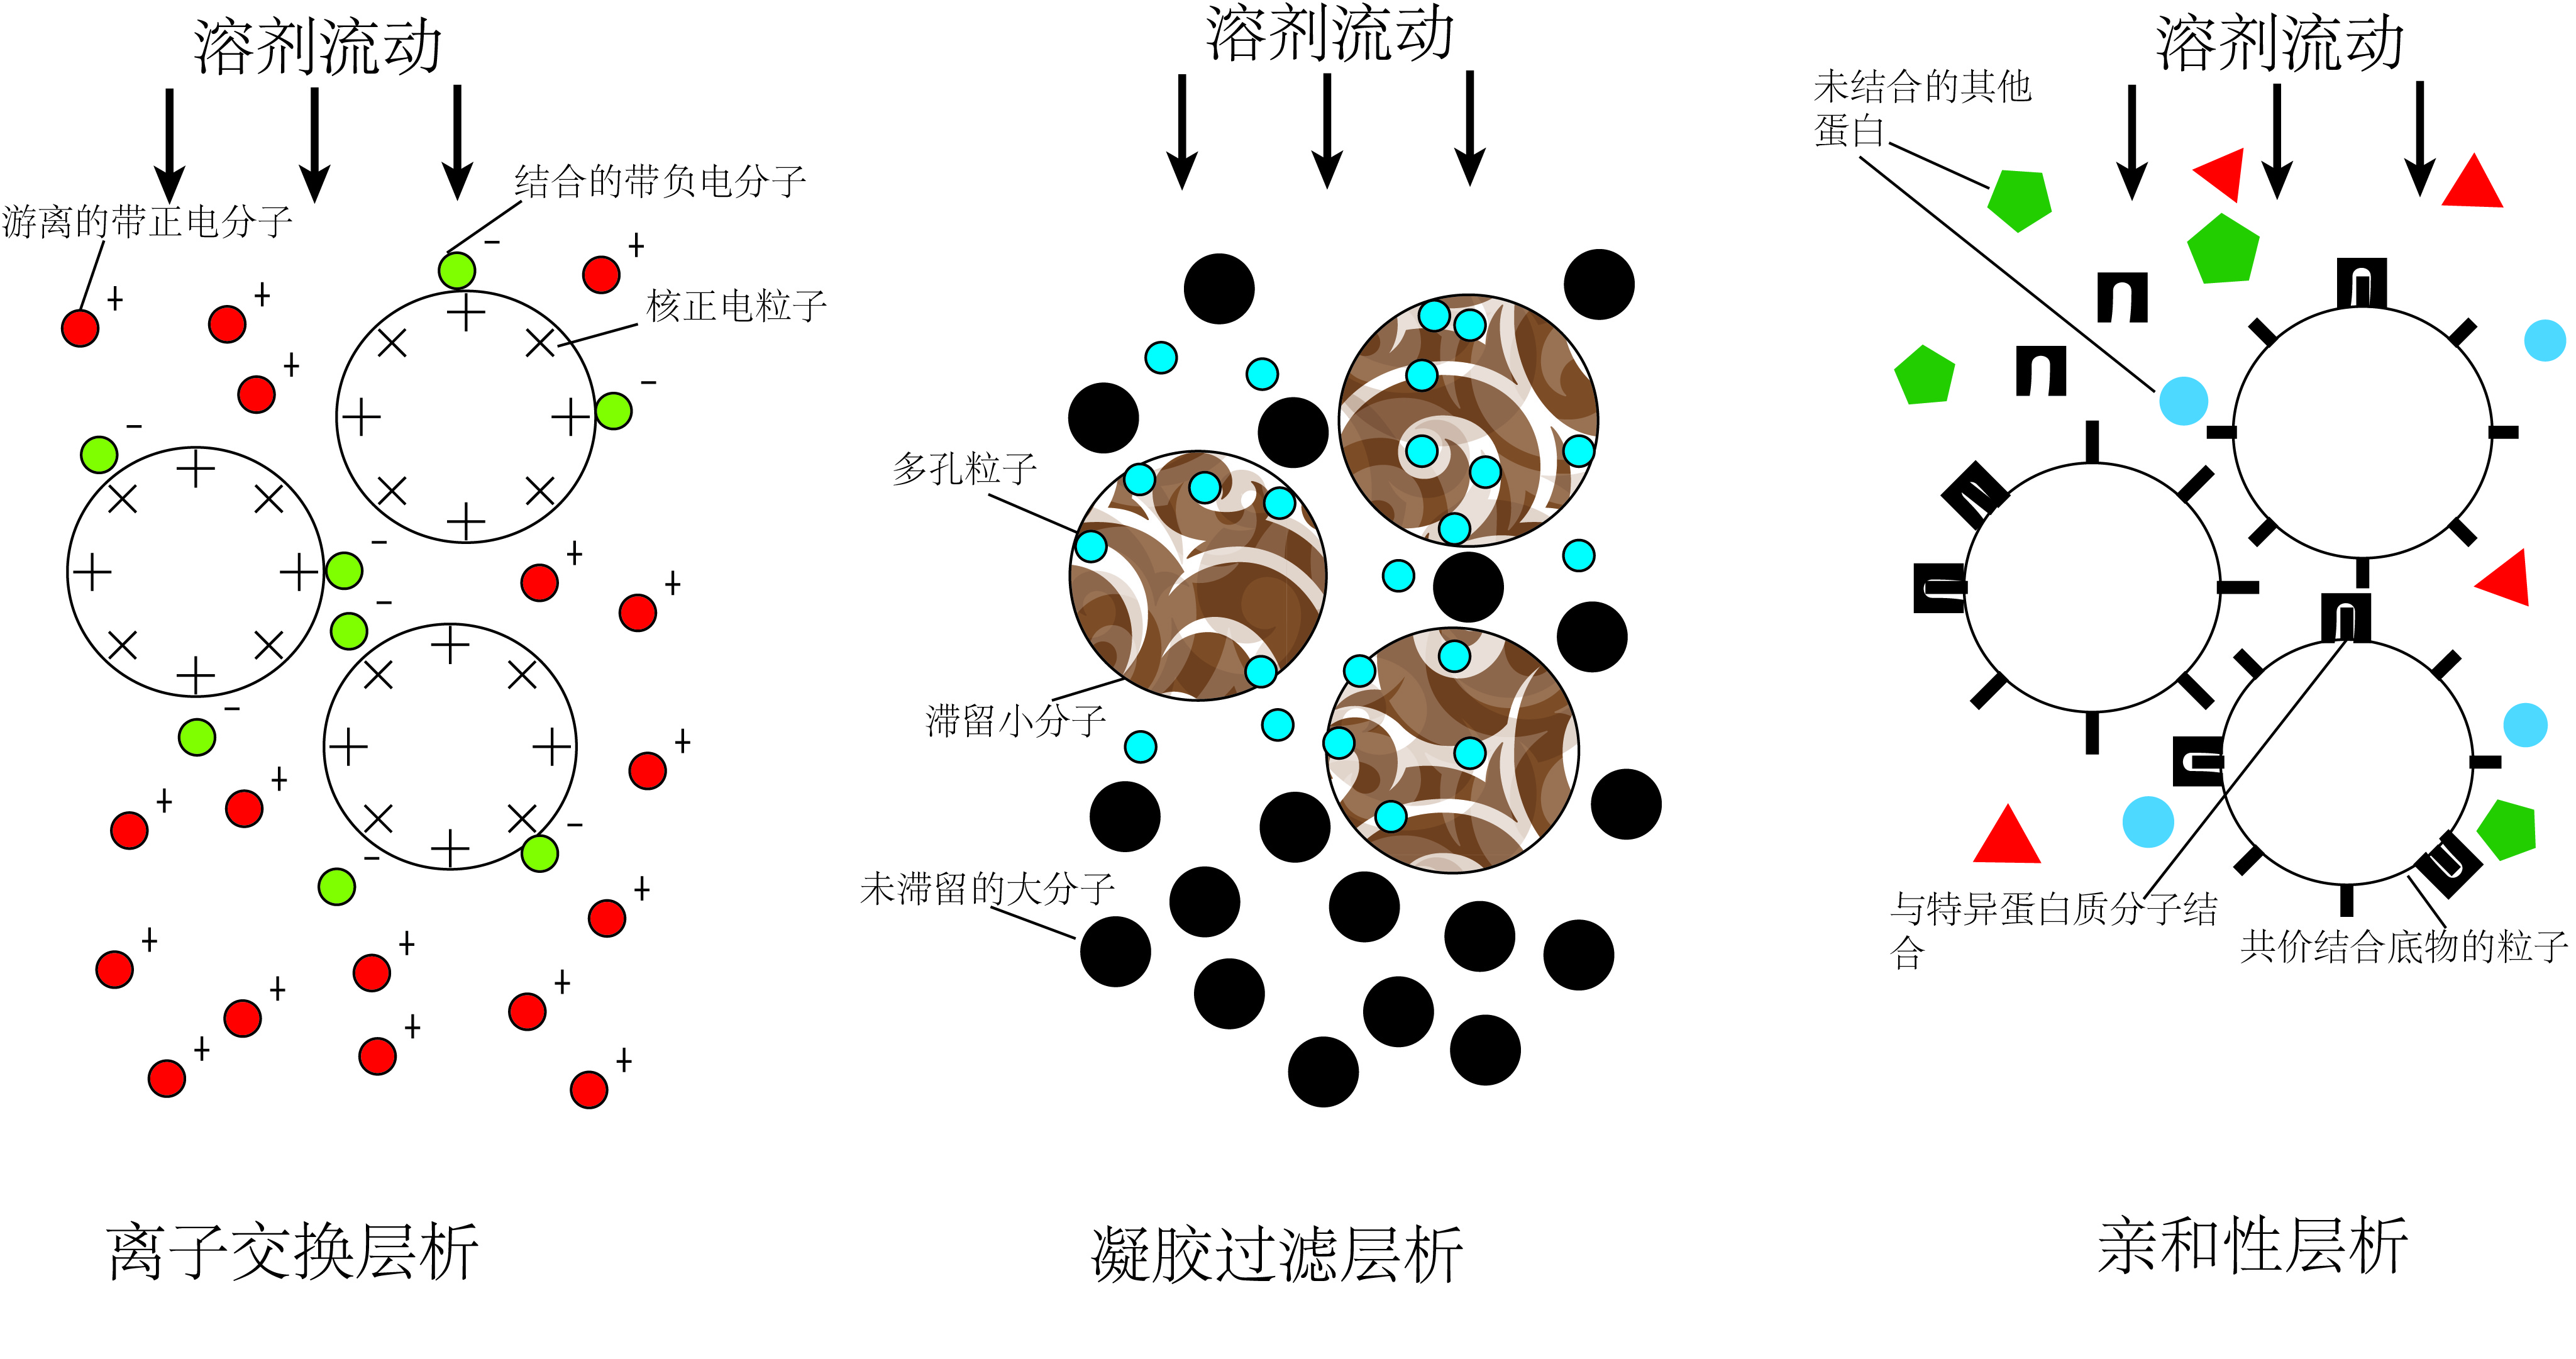 溶剂流动
结合的带负电分子
游离的带正电分子
核正电粒子
离子交换层析
溶剂流动
多孔粒子
滞留小分子
未滞留的大分子
凝胶过滤层析
溶剂流动
未结合的其他
蛋白
与特异蛋白质分子结
合
共价结合底物的粒子
亲和性层析